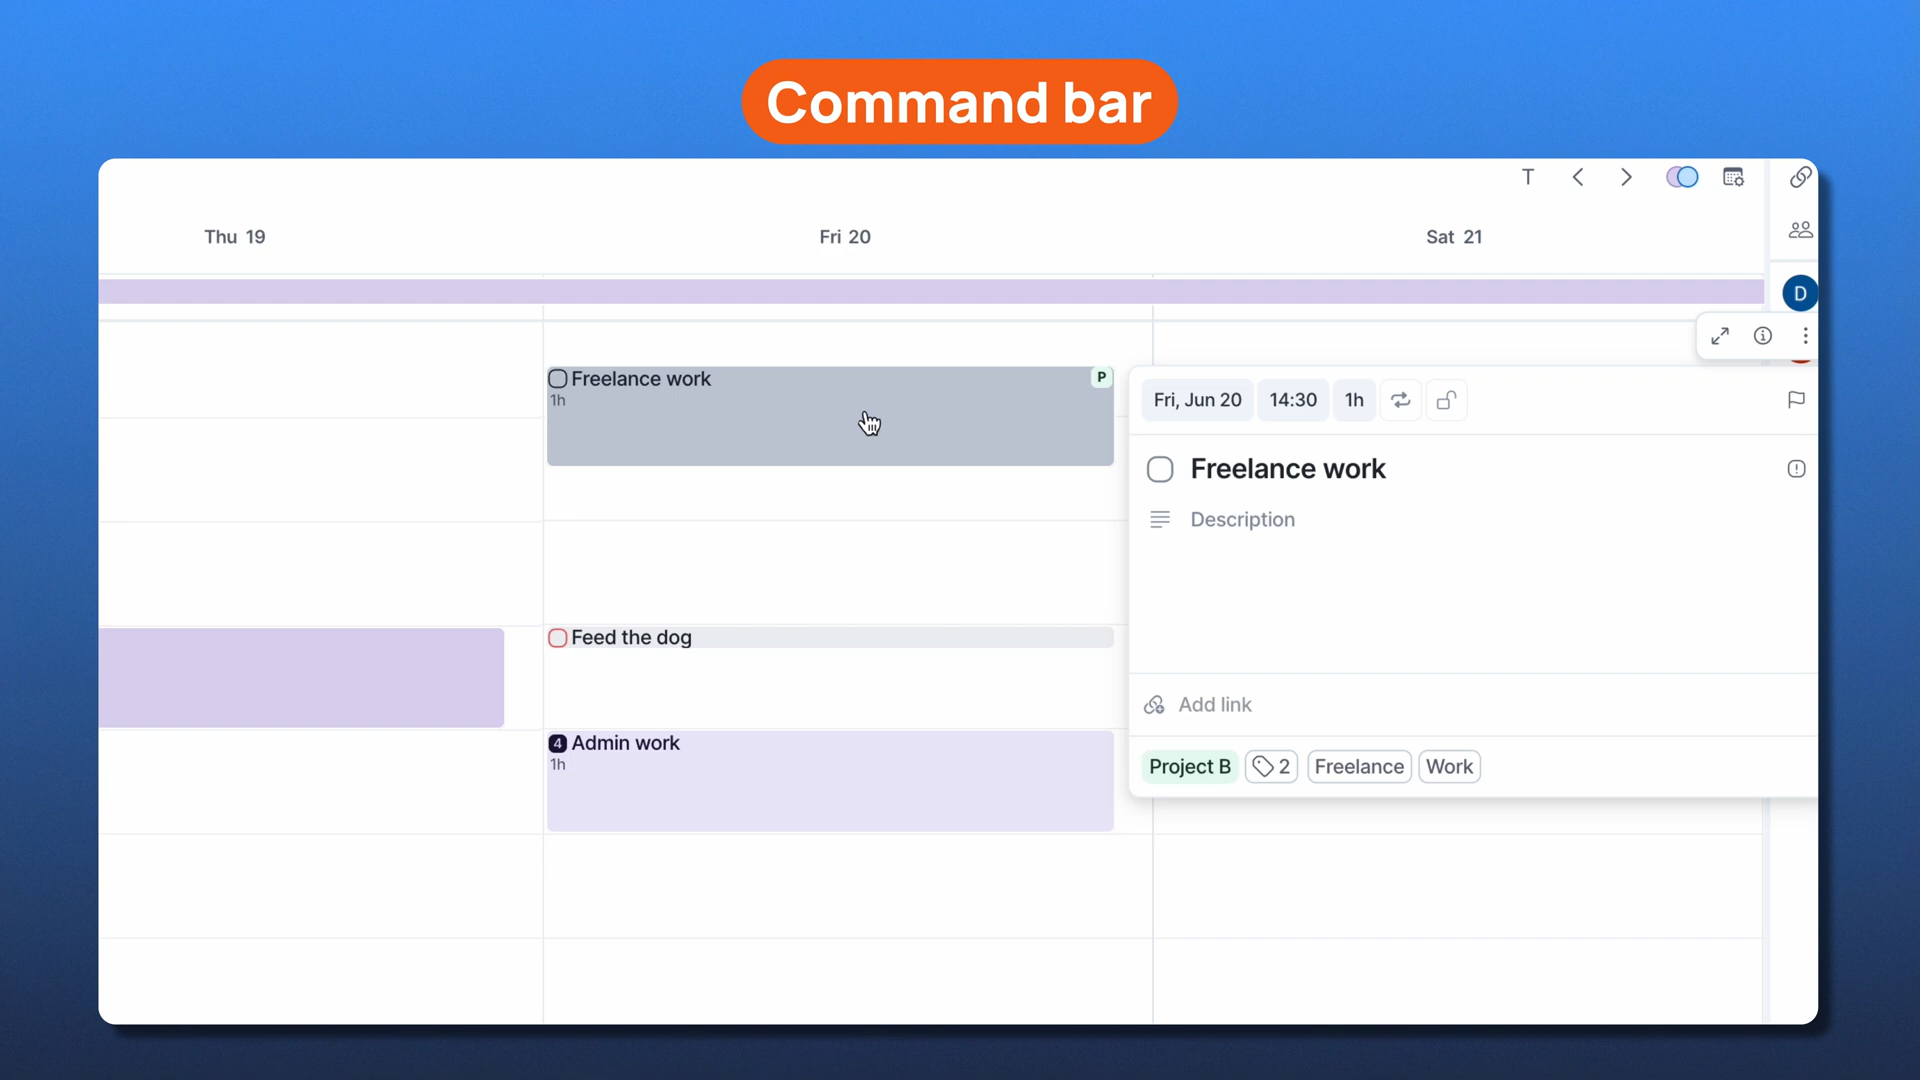 Command bar
T
Thu 19
Fri 20
Sat 21
D
Freelance work
P
1h
Fri, Jun 20
14:30
1h
Freelance work
Description
Feed the dog
Add link
4 Admin work
1h
Project B
2
Freelance
Work